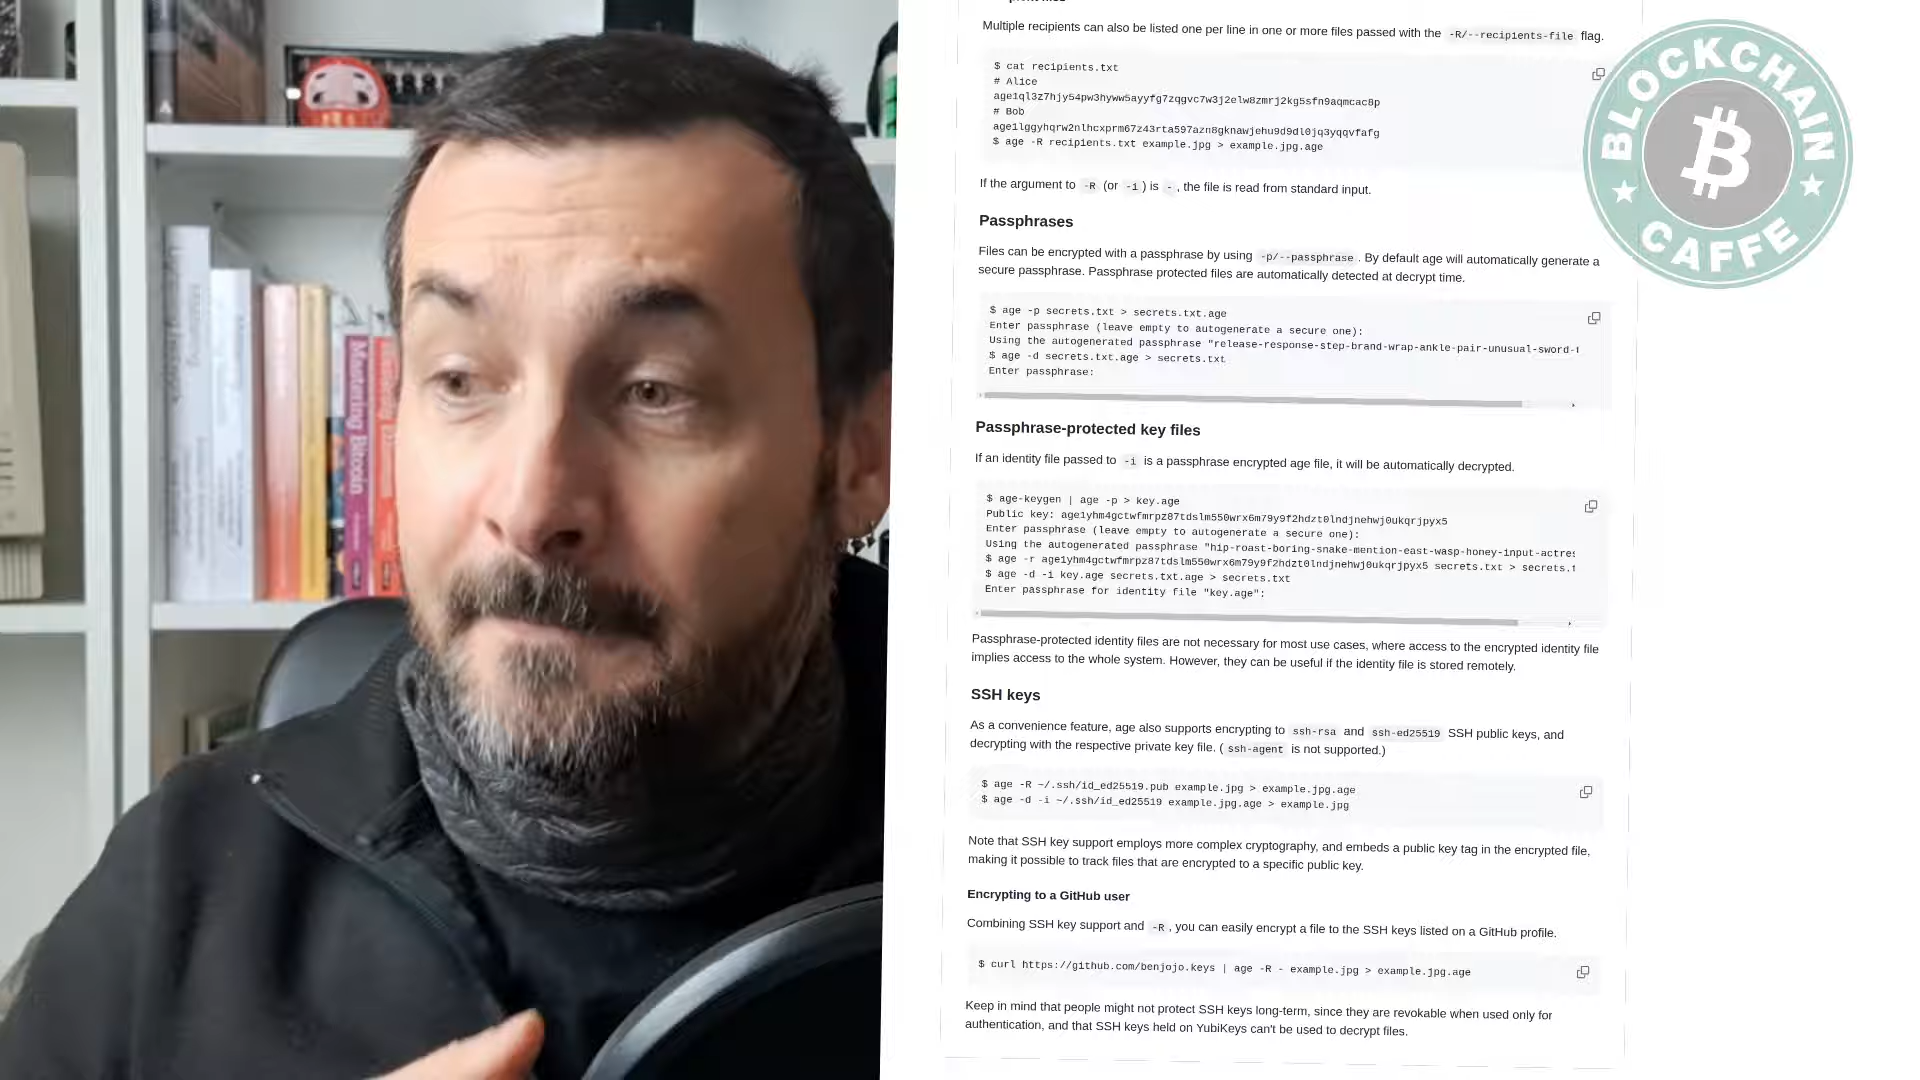 Multiple recipients can also be listed one per line in one or more files passed with the -R/--recipients-file flag.
$ cat recipients.txt
# Alice
age1ql3z7hjy54pw3hyww5ayyfg7zqgvc7w3j2elw8zmrj2kg5sfn9aqmcac8p
# Bob
age1lggyhqrw2nlhcxprm67z43rta597azn8gknawjehu9d9dl0jq3yqqvfafg
$ age -R recipients.txt example.jpg > example.jpg.age
If the argument to -R (or -i) is -, the file is read from standard input.
Passphrases
Files can be encrypted with a passphrase by using -p/--passphrase. By default age will automatically generate a
secure passphrase. Passphrase protected files are automatically detected at decrypt time.
$ age -p secrets.txt > secrets.txt.age
Enter passphrase (leave empty to autogenerate a secure one):
Using the autogenerated passphrase "release-response-step-brand-wrap-ankle-pair-unusual-sword-t
$ age -d secrets.txt.age > secrets.txt
Enter passphrase:
Passphrase-protected key files
If an identity file passed to -i is a passphrase encrypted age file, it will be automatically decrypted.
$ age-keygen | age -p > key.age
Public key: age1yhm4gctwfmrpz87tdslm550wrx6m79y9f2hdzt0lndjnehwj0ukqrjpyx5
Enter passphrase (leave empty to autogenerate a secure one):
Using the autogenerated passphrase "hip-roast-boring-snake-mention-east-wasp-honey-input-actres
$ age -r age1yhm4gctwfmrpz87tdslm550wrx6m79y9f2hdzt0lndjnehwj0ukqrjpyx5 secrets.txt > secrets.t
$ age -d -i key.age secrets.txt.age > secrets.txt
Enter passphrase for identity file "key.age":
Passphrase-protected identity files are not necessary for most use cases, where access to the encrypted identity file
implies access to the whole system. However, they can be useful if the identity file is stored remotely.
SSH keys
As a convenience feature, age also supports encrypting to ssh-rsa and ssh-ed25519 SSH public keys, and
decrypting with the respective private key file. (ssh-agent is not supported.)
$ age -R ~/.ssh/id_ed25519.pub example.jpg > example.jpg.age
$ age -d -i ~/.ssh/id_ed25519 example.jpg.age > example.jpg
Note that SSH key support employs more complex cryptography, and embeds a public key tag in the encrypted file,
making it possible to track files that are encrypted to a specific public key.
Encrypting to a GitHub user
Combining SSH key support and -R, you can easily encrypt a file to the SSH keys listed on a GitHub profile.
$ curl https://github.com/benjojo.keys | age -R - example.jpg > example.jpg.age
Keep in mind that people might not protect SSH keys long-term, since they are revokable when used only for
authentication, and that SSH keys held on YubiKeys can't be used to decrypt files.
BLOCKCHAIN
CAFFE
Mastering Bitcoin